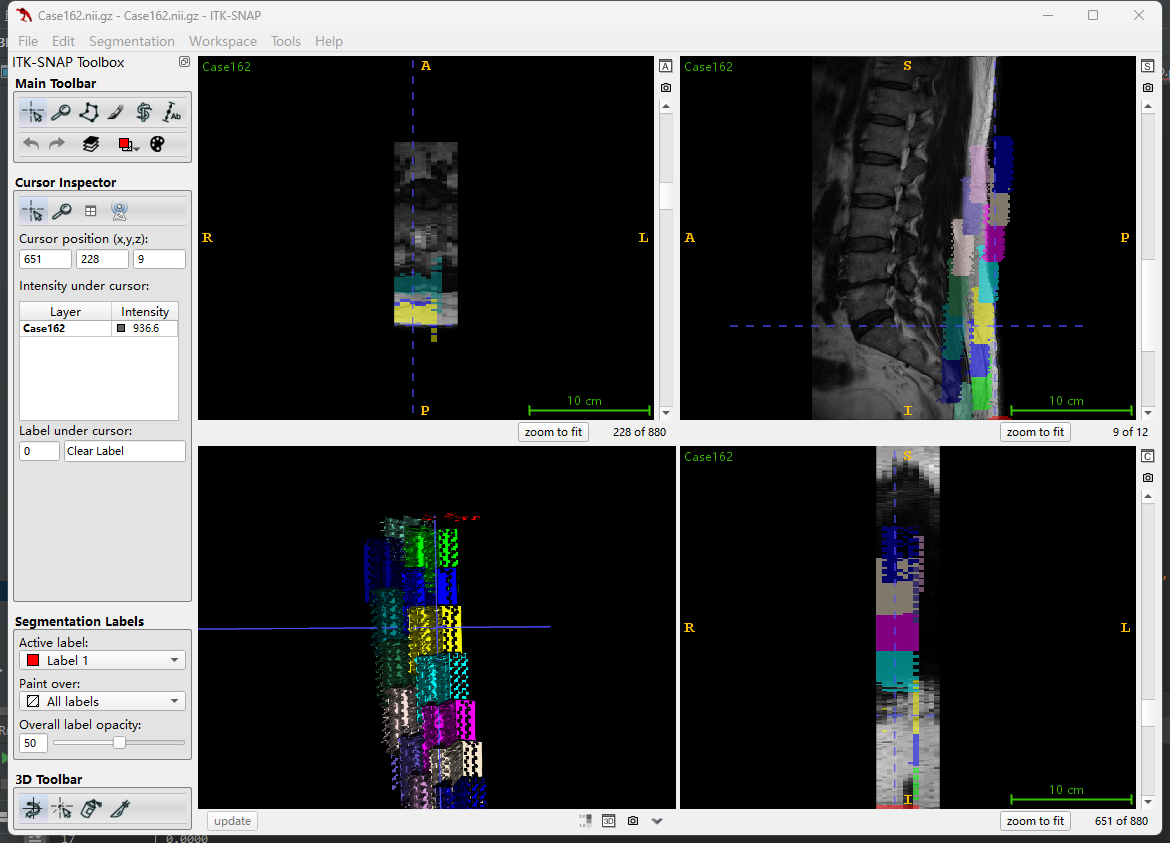 Case162.nii.gz - Case162.nii.gz - ITK-SNAP
File Edit Segmentation Workspace Tools Help
ITK-SNAP Toolbox
Main Toolbar
Ab
Cursor Inspector
Cursor position (x,y,z):
651 228 9
Intensity under cursor:
Layer Intensity
Case162 936.6
Label under cursor:
0 Clear Label
Segmentation Labels
Active label:
Label 1
Paint over:
All labels
Overall label opacity:
50
3D Toolbar
Case162
A
R
L
P
10 cm
A
zoom to fit 228 of 880
Case162
S
A
P
I
10 cm
S
zoom to fit 9 of 12
update
3D
Case162
S
R
L
I
10 cm
C
zoom to fit 651 of 880
17
0.0000